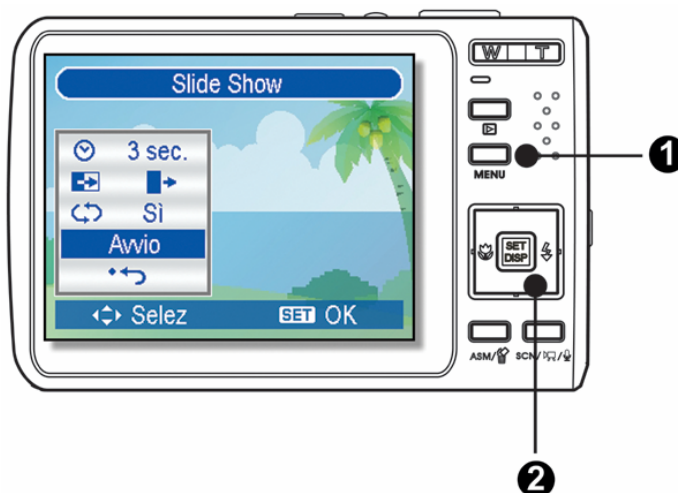 Slide Show
3 sec.
Sì
Avvio
Selez
SET OK
W T
MENU
SET
DISP
ASM/
SCN/ /
1
2